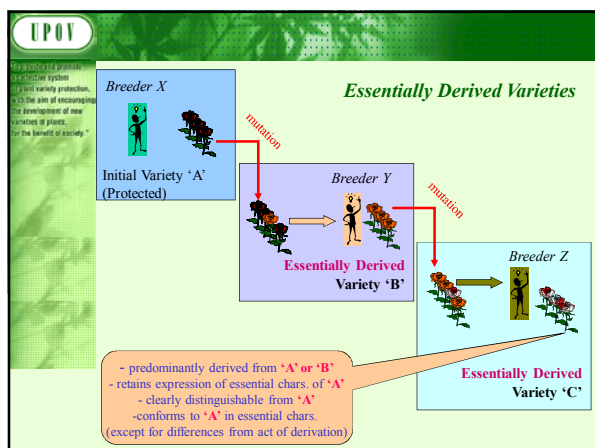 UPOV
"To provide and promote
an effective system
of plant variety protection,
with the aim of encouraging
the development of new
varieties of plants,
for the benefit of society."
Essentially Derived Varieties
Breeder X
Initial Variety ‘A’
(Protected)
mutation
Breeder Y
Essentially Derived
Variety ‘B’
mutation
Breeder Z
Essentially Derived
Variety ‘C’
- predominantly derived from ‘A’ or ‘B’
- retains expression of essential chars. of ‘A’
- clearly distinguishable from ‘A’
-conforms to ‘A’ in essential chars.
(except for differences from act of derivation)